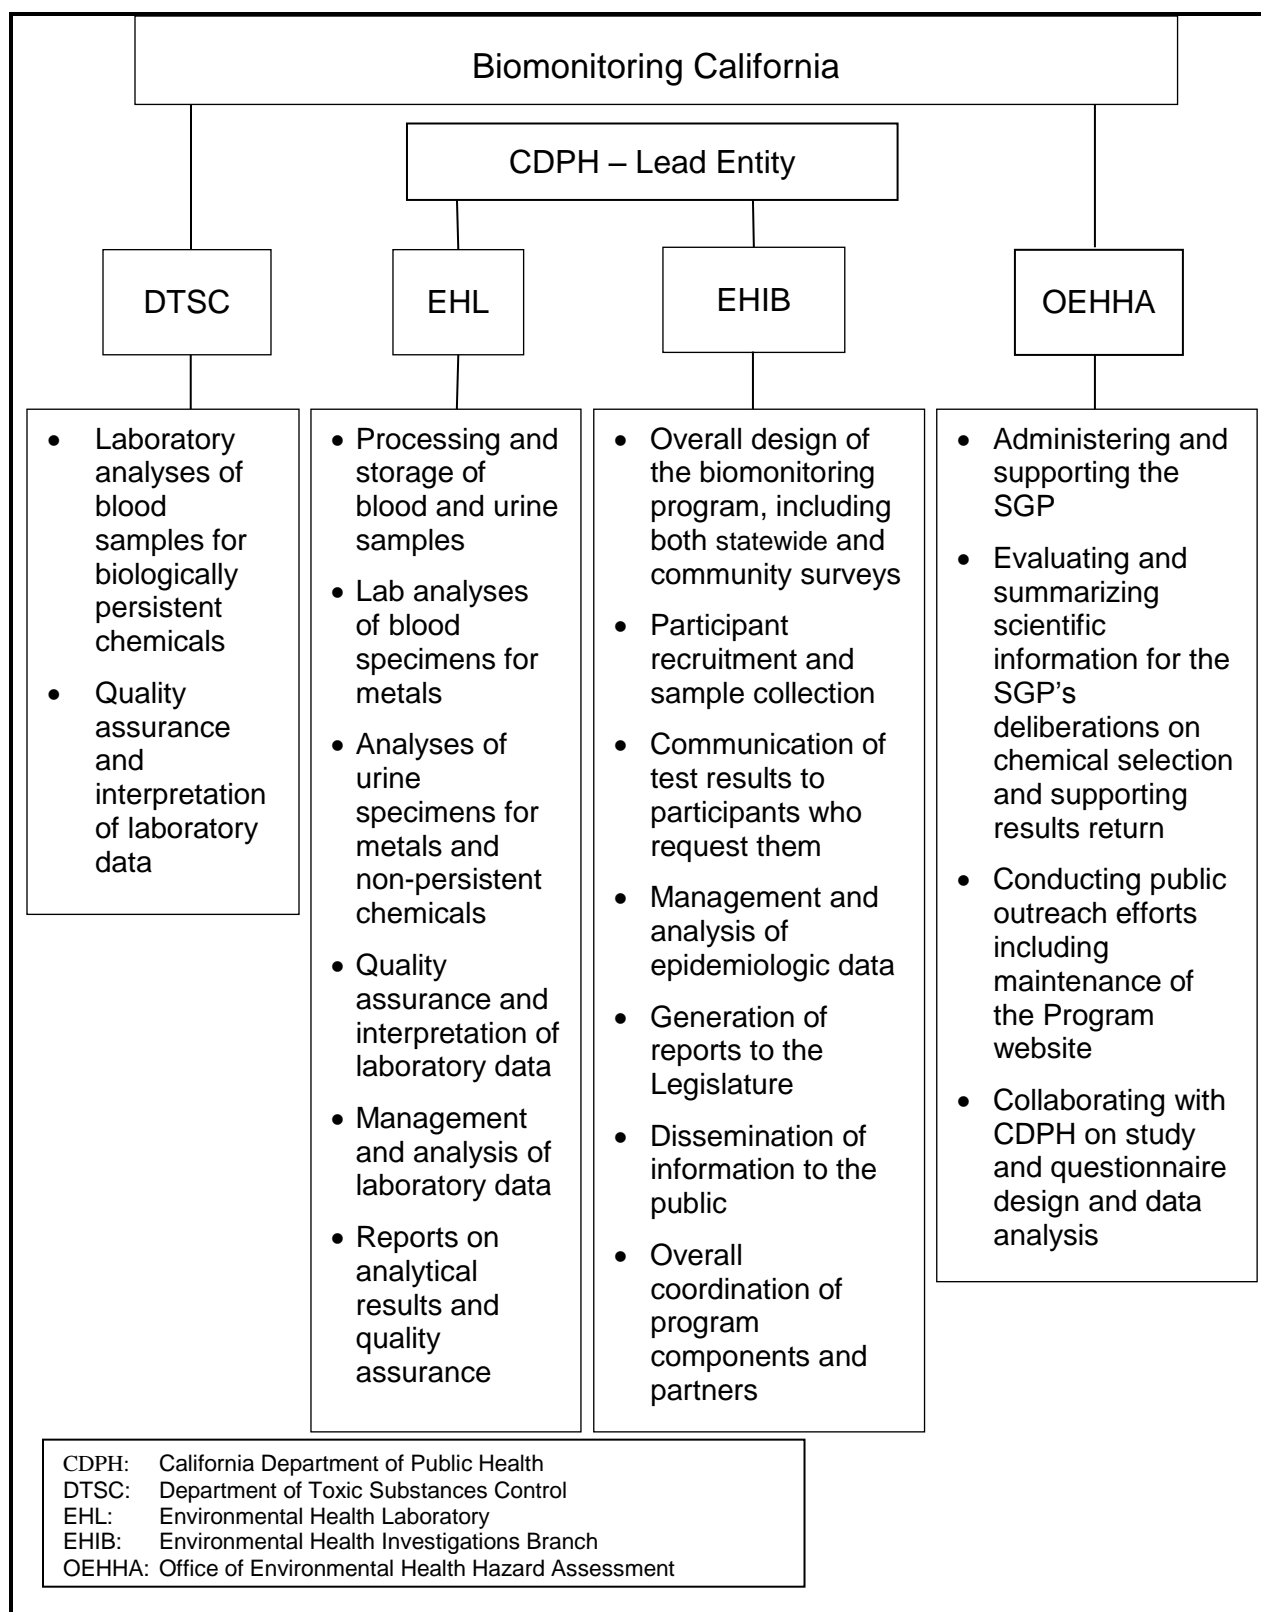 Biomonitoring California
CDPH – Lead Entity
DTSC
EHL
EHIB
OEHHA
• Laboratory
analyses of
blood
samples for
biologically
persistent
chemicals
• Quality
assurance
and
interpretation
of laboratory
data
• Processing and
storage of
blood and urine
samples
• Lab analyses
of blood
specimens for
metals
• Analyses of
urine
specimens for
metals and
non-persistent
chemicals
• Quality
assurance and
interpretation of
laboratory data
• Management
and analysis of
laboratory data
• Reports on
analytical
results and
quality
assurance
• Overall design of
the biomonitoring
program, including
both statewide and
community surveys
• Participant
recruitment and
sample collection
• Communication of
test results to
participants who
request them
• Management and
analysis of
epidemiologic data
• Generation of
reports to the
Legislature
• Dissemination of
information to the
public
• Overall
coordination of
program
components and
partners
• Administering and
supporting the
SGP
• Evaluating and
summarizing
scientific
information for the
SGP’s
deliberations on
chemical selection
and supporting
results return
• Conducting public
outreach efforts
including
maintenance of
the Program
website
• Collaborating with
CDPH on study
and questionnaire
design and data
analysis
CDPH: California Department of Public Health
DTSC: Department of Toxic Substances Control
EHL: Environmental Health Laboratory
EHIB: Environmental Health Investigations Branch
OEHHA: Office of Environmental Health Hazard Assessment